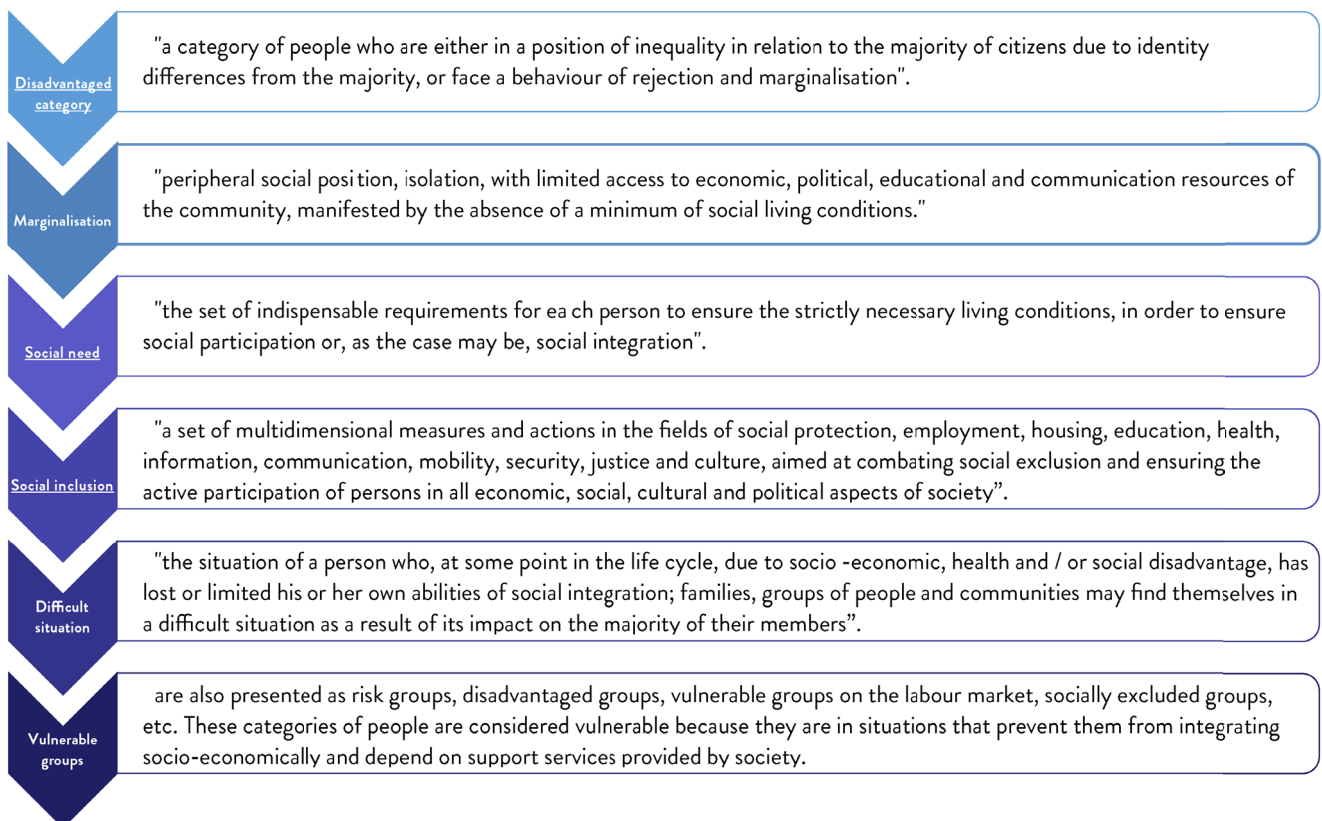 Disadvantaged
category
"a category of people who are either in a position of inequality in relation to the majority of citizens due to identity
differences from the majority, or face a behaviour of rejection and marginalisation".
Marginalisation
"peripheral social position, isolation, with limited access to economic, political, educational and communication resources of
the community, manifested by the absence of a minimum of social living conditions."
Social need
"the set of indispensable requirements for ea ch person to ensure the strictly necessary living conditions, in order to ensure
social participation or, as the case may be, social integration".
Social inclusion
"a set of multidimensional measures and actions in the fields of social protection, employment, housing, education, health,
information, communication, mobility, security, justice and culture, aimed at combating social exclusion and ensuring the
active participation of persons in all economic, social, cultural and political aspects of society”.
Difficult
situation
"the situation of a person who, at some point in the life cycle, due to socio -economic, health and / or social disadvantage, has
lost or limited his or her own abilities of social integration; families, groups of people and communities may find themselves in
a difficult situation as a result of its impact on the majority of their members”.
Vulnerable
groups
are also presented as risk groups, disadvantaged groups, vulnerable groups on the labour market, socially excluded groups,
etc. These categories of people are considered vulnerable because they are in situations that prevent them from integrating
socio-economically and depend on support services provided by society.